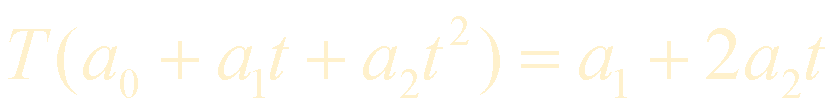 T(a₀ + a₁t + a₂t²) = a₁ + 2a₂t